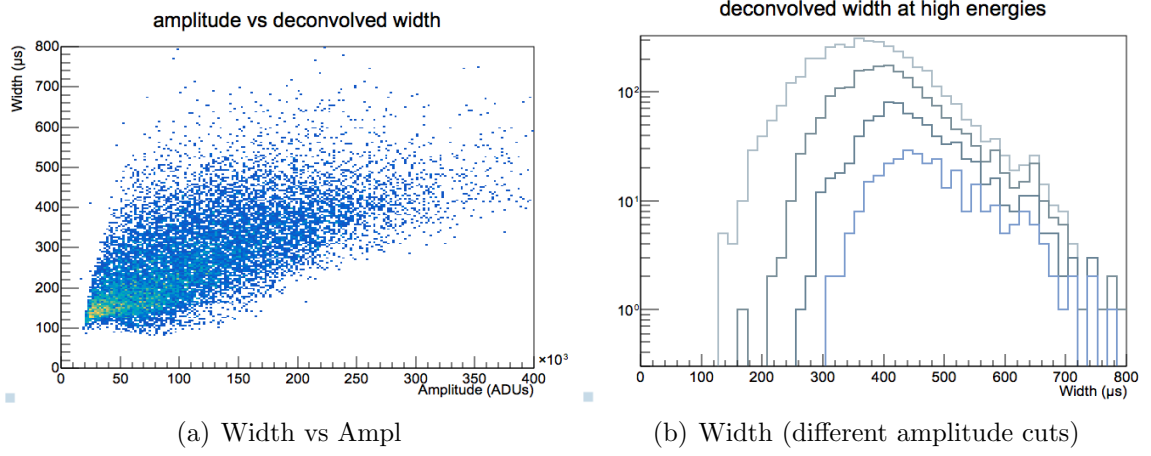 amplitude vs deconvolved width
Width (µs)
800
700
600
500
400
300
200
100
0
0 50 100 150 200 250 300 350 400
×10³
Amplitude (ADUs)
(a) Width vs Ampl
deconvolved width at high energies
10²
10¹
10⁰
0 100 200 300 400 500 600 700 800
Width (µs)
(b) Width (different amplitude cuts)